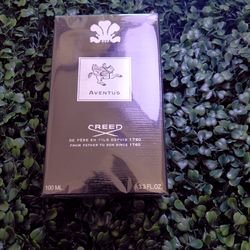 AVENTUS
CREED
DE PÈRE EN FILS DEPUIS 1760
FROM FATHER TO SON SINCE 1760
100 ML 3.3 FL.OZ.